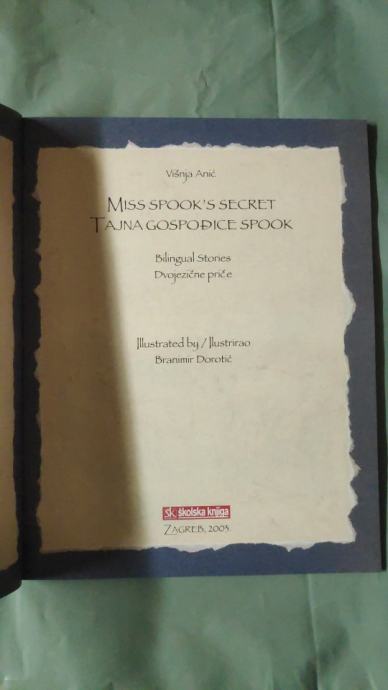 Višnja Anić
MISS SPOOK'S SECRET
TAJNA GOSPOĐICE SPOOK
Bilingual Stories
Dvojezične priče
Illustrated by / Ilustrirao
Branimir Dorotić
šk školska knjiga
ZAGREB, 2003.